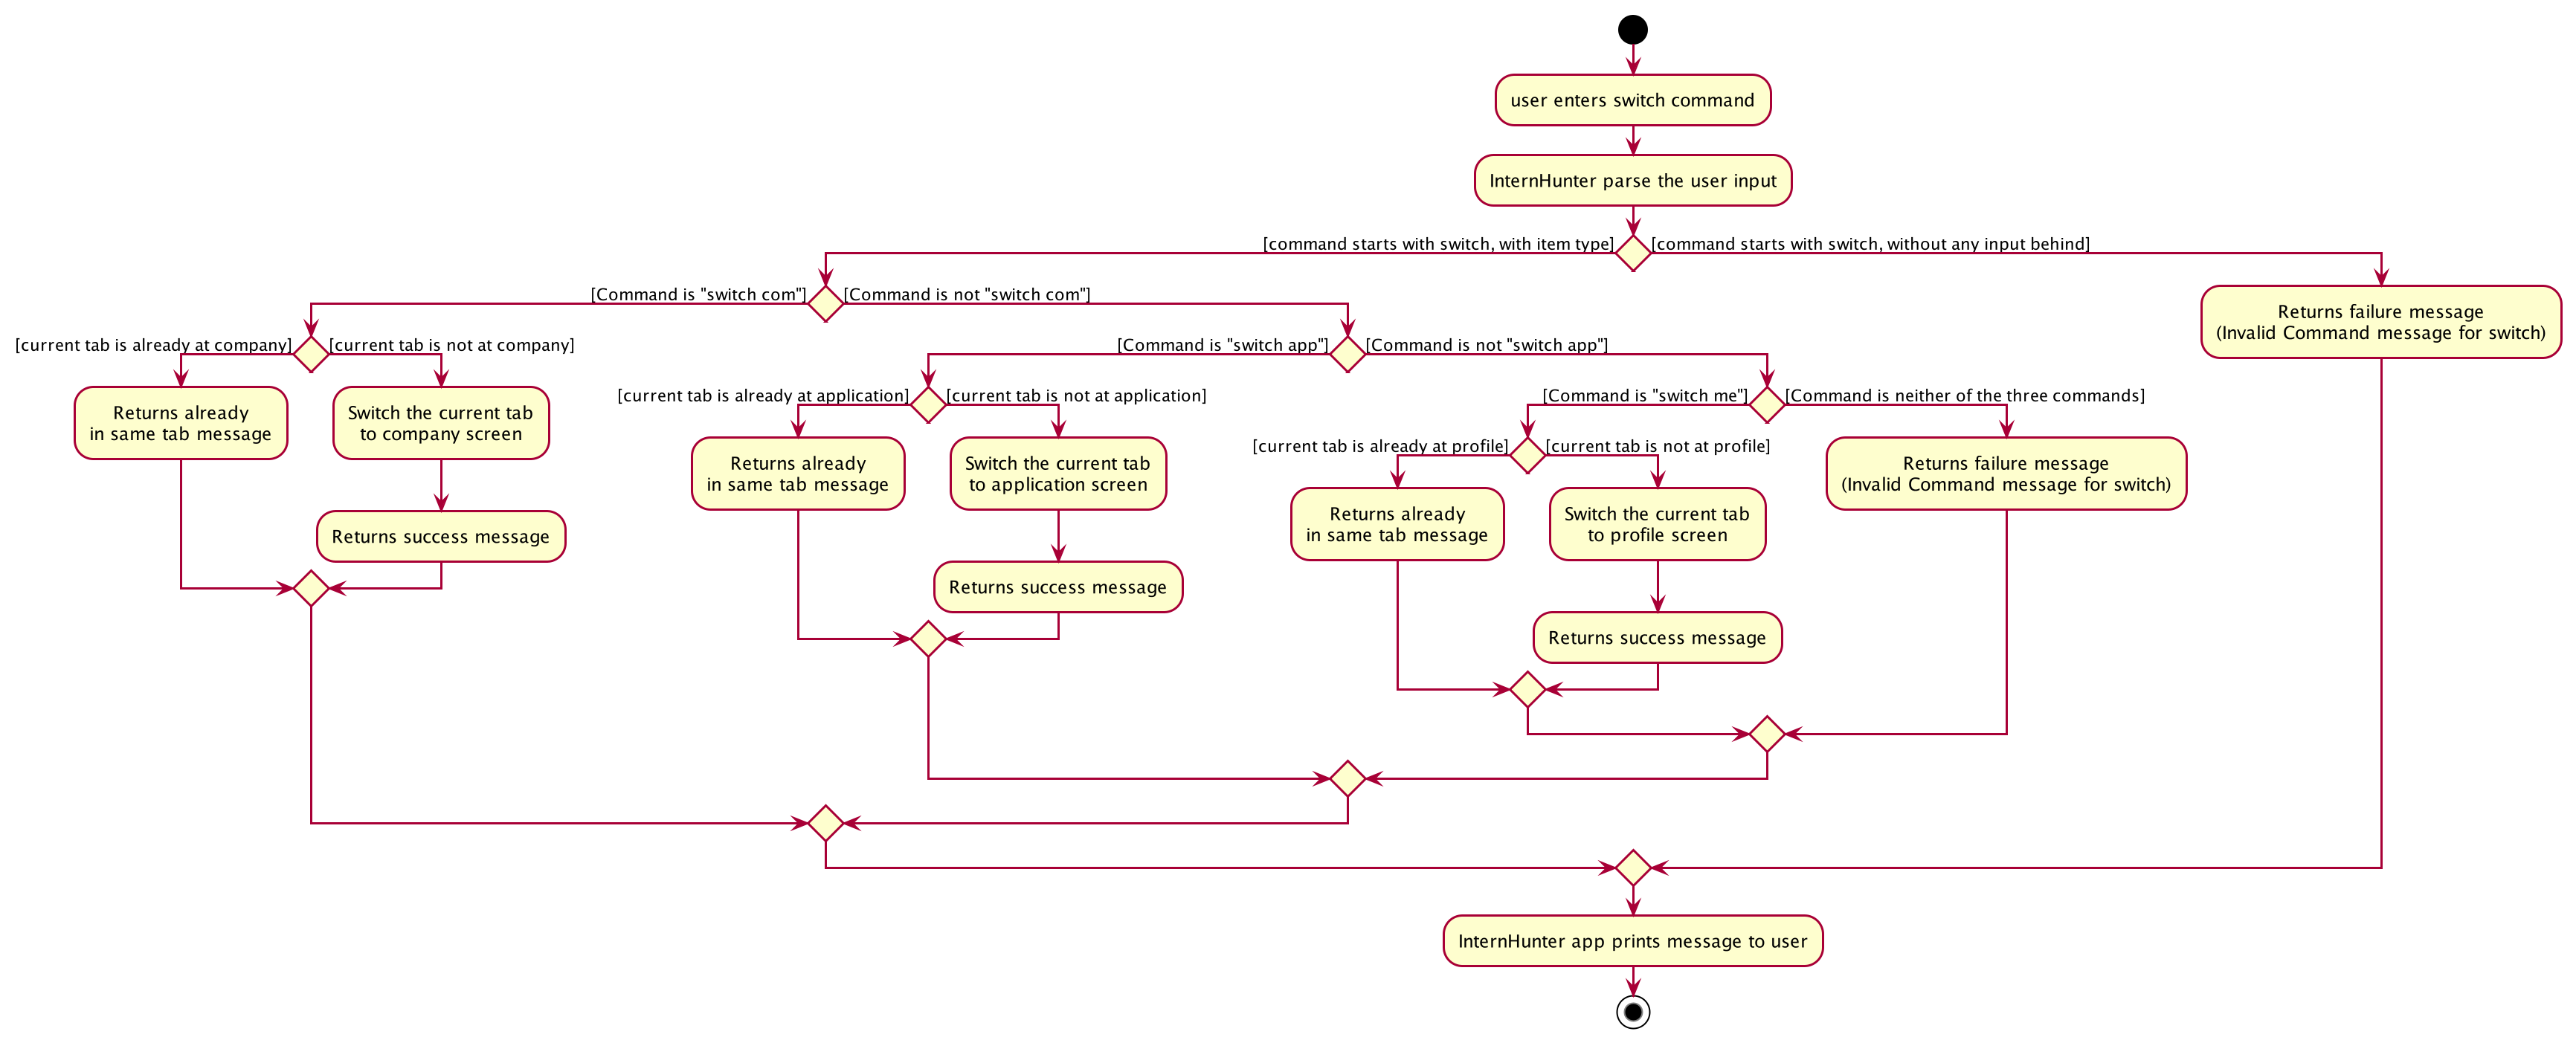 user enters switch command
InternHunter parse the user input
[command starts with switch, with item type]
[command starts with switch, without any input behind]
[Command is "switch com"]
[Command is not "switch com"]
Returns failure message
(Invalid Command message for switch)
[current tab is already at company]
[current tab is not at company]
[Command is "switch app"]
[Command is not "switch app"]
Returns already
in same tab message
Switch the current tab
to company screen
Returns success message
[current tab is already at application]
[current tab is not at application]
Returns already
in same tab message
Switch the current tab
to application screen
Returns success message
[Command is "switch me"]
[Command is neither of the three commands]
[current tab is already at profile]
[current tab is not at profile]
Returns already
in same tab message
Switch the current tab
to profile screen
Returns success message
Returns failure message
(Invalid Command message for switch)
InternHunter app prints message to user